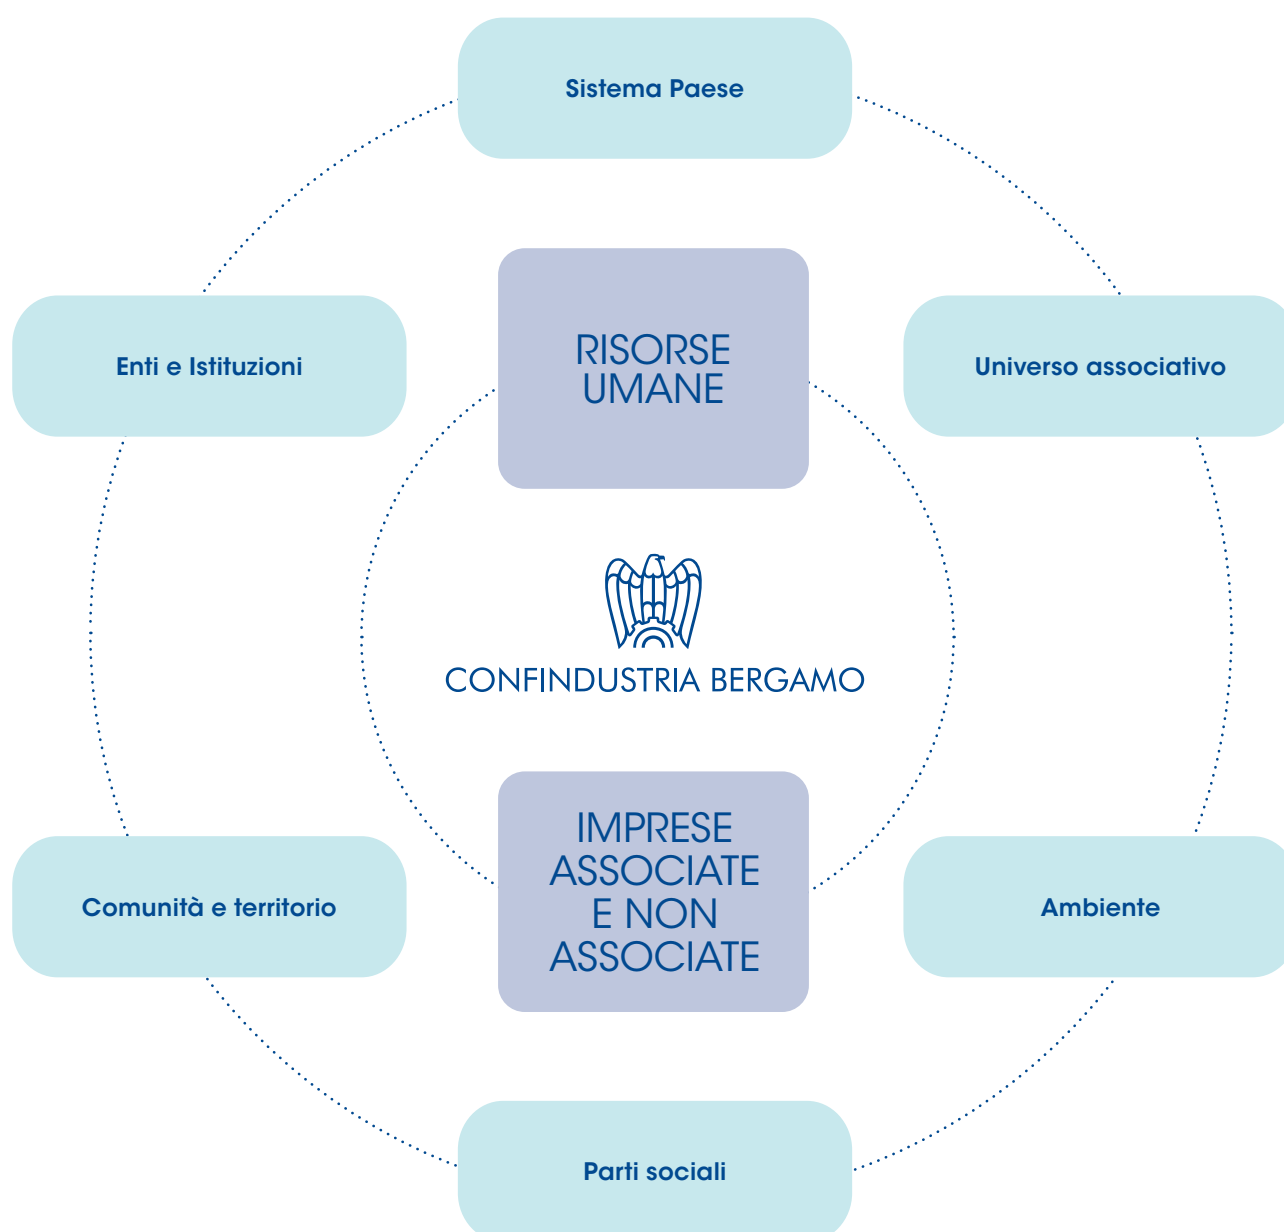 Sistema Paese
RISORSE
UMANE
Enti e Istituzioni
Universo associativo
CONFINDUSTRIA BERGAMO
IMPRESE
ASSOCIATE
E NON
ASSOCIATE
Comunità e territorio
Ambiente
Parti sociali